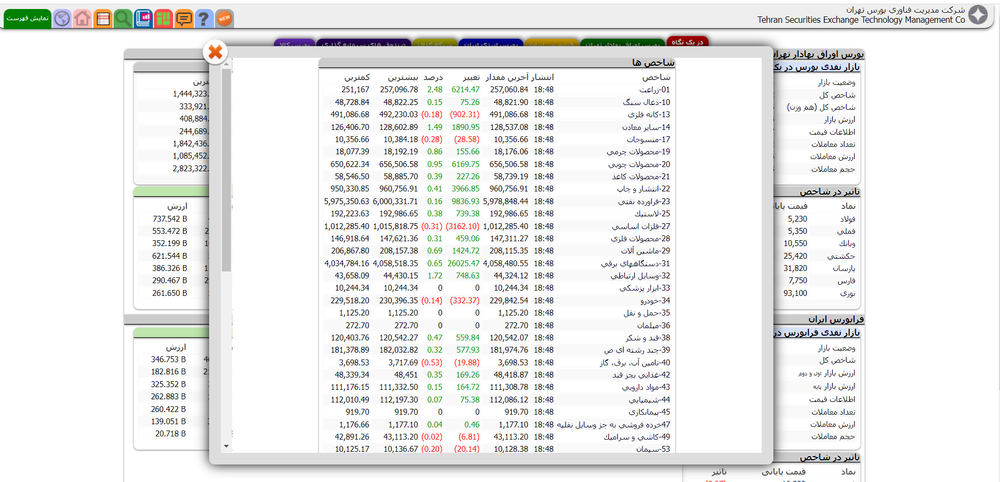 شرکت مدیریت فناوري بورس تهران
Tehran Securities Exchange Technology Management Co
نمایش فهرست
NEW
در یک نگاه
بورس اوراق بهادار تهران
فرابورس ایران
بورس انرژی ایران
شبکه کدال
صندوق های سرمایه گذاری
بورس کالا
شاخص ها
شاخص انتشار آخرین مقدار تغییر درصد بیشترین کمترین
01-زراعت 18:48 257,060.84 6214.47 2.48 257,096.78 251,167
10-ذغال سنگ 18:48 48,821.90 75.26 0.15 48,822.25 48,728.84
13-کانه فلزي 18:48 491,086.68 (902.31) (0.18) 492,230.03 491,086.68
14-سایر معادن 18:48 128,537.08 1890.95 1.49 128,602.89 126,406.70
17-منسوجات 18:48 10,356.66 (28.58) (0.28) 10,384.18 10,356.66
19-محصولات چرمي 18:48 18,176.06 155.66 0.86 18,192.19 18,077.39
20-محصولات چوبي 18:48 656,506.58 6169.75 0.95 656,506.58 650,622.34
21-محصولات کاغذ 18:48 58,739.19 227.26 0.39 58,885.70 58,546.50
22-انتشار و چاپ 18:48 960,756.91 3966.85 0.41 960,756.91 950,330.85
23-فراورده نفتي 18:48 5,978,848.44 9836.93 0.16 6,000,331.71 5,975,350.63
25-لاستیك 18:48 192,986.65 739.38 0.38 192,986.65 192,223.63
27-فلزات اساسي 18:48 1,012,285.40 (3162.10) (0.31) 1,015,818.75 1,012,285.40
28-محصولات فلزي 18:48 147,311.27 459.06 0.31 147,621.36 146,918.64
29-ماشین آلات 18:48 208,115.35 1424.72 0.69 208,157.38 206,867.80
31-دستگاههاي برقي 18:48 4,058,480.55 26025.47 0.65 4,058,518.35 4,034,784.16
32-وسایل ارتباطي 18:48 44,324.12 748.63 1.72 44,430.15 43,658.09
33-ابزار پزشکي 18:48 10,244.34 0 0 10,244.34 10,244.34
34-خودرو 18:48 229,842.54 (332.37) (0.14) 230,396.35 229,518.20
35-حمل و نقل 18:48 1,125.20 0 0 1,125.20 1,125.20
36-مبلمان 18:48 272.70 0 0 272.70 272.70
38-قند و شکر 18:48 120,542.07 559.84 0.47 120,542.27 120,403.76
39-چند رشته اي ص 18:48 181,974.76 577.93 0.32 182,032.82 181,378.89
40-تامین آب، برق، گاز 18:48 3,698.53 (19.88) (0.53) 3,717.69 3,698.53
42-غذایي بجز قند 18:48 48,418.87 169.26 0.35 48,451 48,339.34
43-مواد دارویي 18:48 111,308.78 164.72 0.15 111,332.50 111,176.15
44-شیمیایي 18:48 112,086.12 75.38 0.07 112,197.30 112,010.49
45-پیمانکاري 18:48 919.70 0 0 919.70 919.70
47خرده فروشي به جز وسایل نقلیه 18:48 1,177.10 0.46 0.04 1,177.10 1,176.66
49-کاشي و سرامیك 18:48 43,113.20 (6.81) (0.02) 43,113.20 42,891.26
53-سیمان 18:48 10,128.38 (20.14) (0.20) 10,136.67 10,125.17
بورس اوراق بهادار تهران
بازار نقدی بورس در یک
وضعیت بازار
شاخص کل
شاخص کل (هم وزن)
ارزش بازار
اطلاعات قیمت
تعداد معاملات
ارزش معاملات
حجم معاملات
تاثیر در شاخص
نماد قیمت پایا
فولاد 5,230
فملي 5,350
وبانك 10,550
حکشتي 25,420
پارسان 31,820
فارس 7,750
نوري 93,100
فرابورس ایران
بازار نقدی فرابورس در
وضعیت بازار
شاخص کل
ارزش بازار اول و دوم
ارزش بازار پایه
اطلاعات قیمت
تعداد معاملات
ارزش معاملات
حجم معاملات
تاثیر در شاخص
نماد قیمت پایانی تاثیر
1,444,323.
333,921.
408,884.
244,689.
1,842,436.
1,085,452.
2,823,322.
ارزش
737.542 B
553.472 B
352.199 B
621.544 B
386.326 B
290.467 B
261.650 B
ارزش
346.753 B
182.816 B
325.352 B
262.883 B
260.422 B
139.051 B
20.718 B